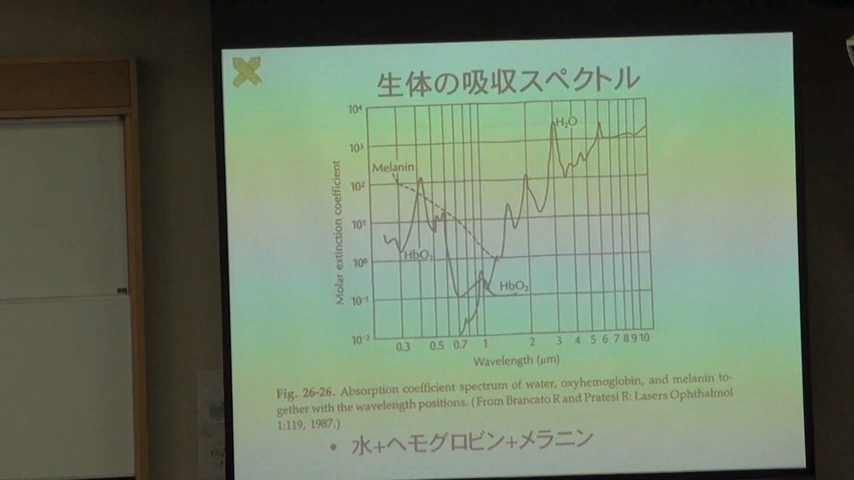 生体の吸収スペクトル
10⁴
10³
10²
10¹
10⁰
10⁻¹
10⁻²
Molar extinction coefficient
Melanin
HbO₂
H₂O
HbO₂
0.3 0.5 0.7 1 2 3 4 5 6 7 8 9 10
Wavelength (μm)
Fig. 26-26. Absorption coefficient spectrum of water, oxyhemoglobin, and melanin to-
gether with the wavelength positions. (From Brancato R and Pratesi R: Lasers Ophthalmol
1:119, 1987.)
• 水+ヘモグロビン+メラニン